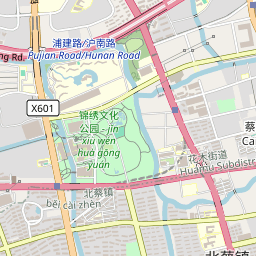 浦建路/沪南路
Pujian Road/Hunan Road
Rd.
X601
锦绣文化
公园 - jǐn
xiù wén
huà gōng
yuán
花木街道
Huamu Subdistr
蔡
Ca
北蔡镇
běi cài zhèn
北蔡镇